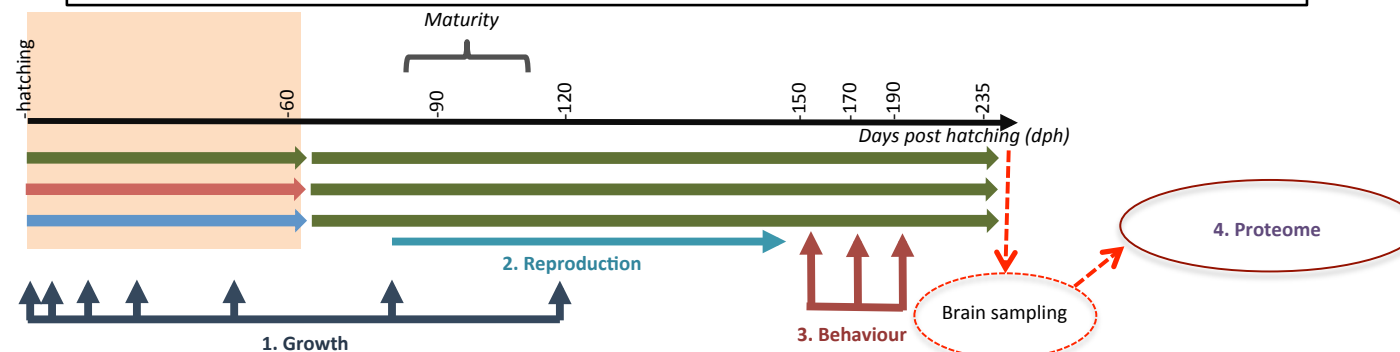 Maturity
-hatching
-60
-90
-120
-150
-170
-190
-235
Days post hatching (dph)
2. Reproduction
4. Proteome
Brain sampling
3. Behaviour
1. Growth